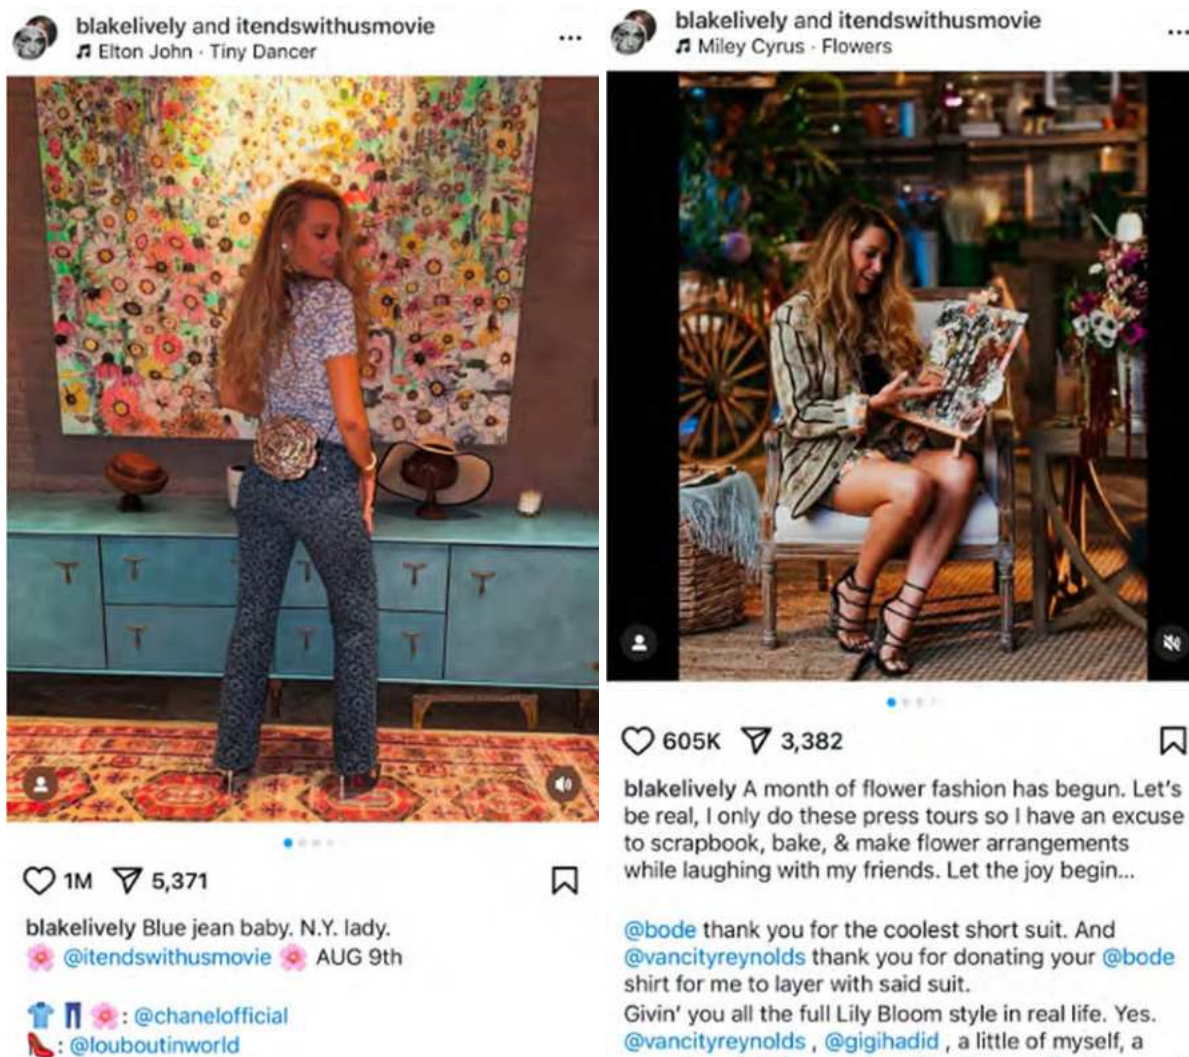 blakelively and itendswithusmovie
Elton John · Tiny Dancer
1M 5,371
blakelively Blue jean baby. N.Y. lady.
🌸 @itendswithusmovie 🌸 AUG 9th
👕👖🌸: @chanelofficial
👠: @louboutinworld
blakelively and itendswithusmovie
Miley Cyrus · Flowers
605K 3,382
blakelively A month of flower fashion has begun. Let's
be real, I only do these press tours so I have an excuse
to scrapbook, bake, & make flower arrangements
while laughing with my friends. Let the joy begin...
@bode thank you for the coolest short suit. And
@vancityreynolds thank you for donating your @bode
shirt for me to layer with said suit.
Givin' you all the full Lily Bloom style in real life. Yes.
@vancityreynolds , @gigihadid , a little of myself, a